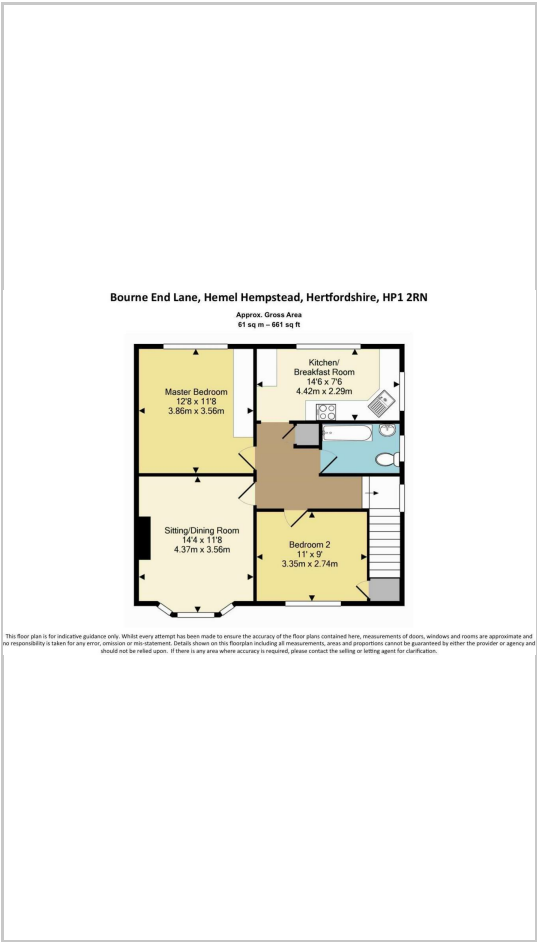 Bourne End Lane, Hemel Hempstead, Hertfordshire, HP1 2RN
Approx. Gross Area
61 sq m – 661 sq ft
Kitchen/
Breakfast Room
14'6 x 7'6
4.42m x 2.29m
Master Bedroom
12'8 x 11'8
3.86m x 3.56m
Sitting/Dining Room
14'4 x 11'8
4.37m x 3.56m
Bedroom 2
11' x 9'
3.35m x 2.74m
This floor plan is for indicative guidance only. Whilst every attempt has been made to ensure the accuracy of the floor plans contained here, measurements of doors, windows and rooms are approximate and
no responsibility is taken for any error, omission or mis-statement. Details shown on this floorplan including all measurements, areas and proportions cannot be guaranteed by either the provider or agency and
should not be relied upon. If there is any area where accuracy is required, please contact the selling or letting agent for clarification.